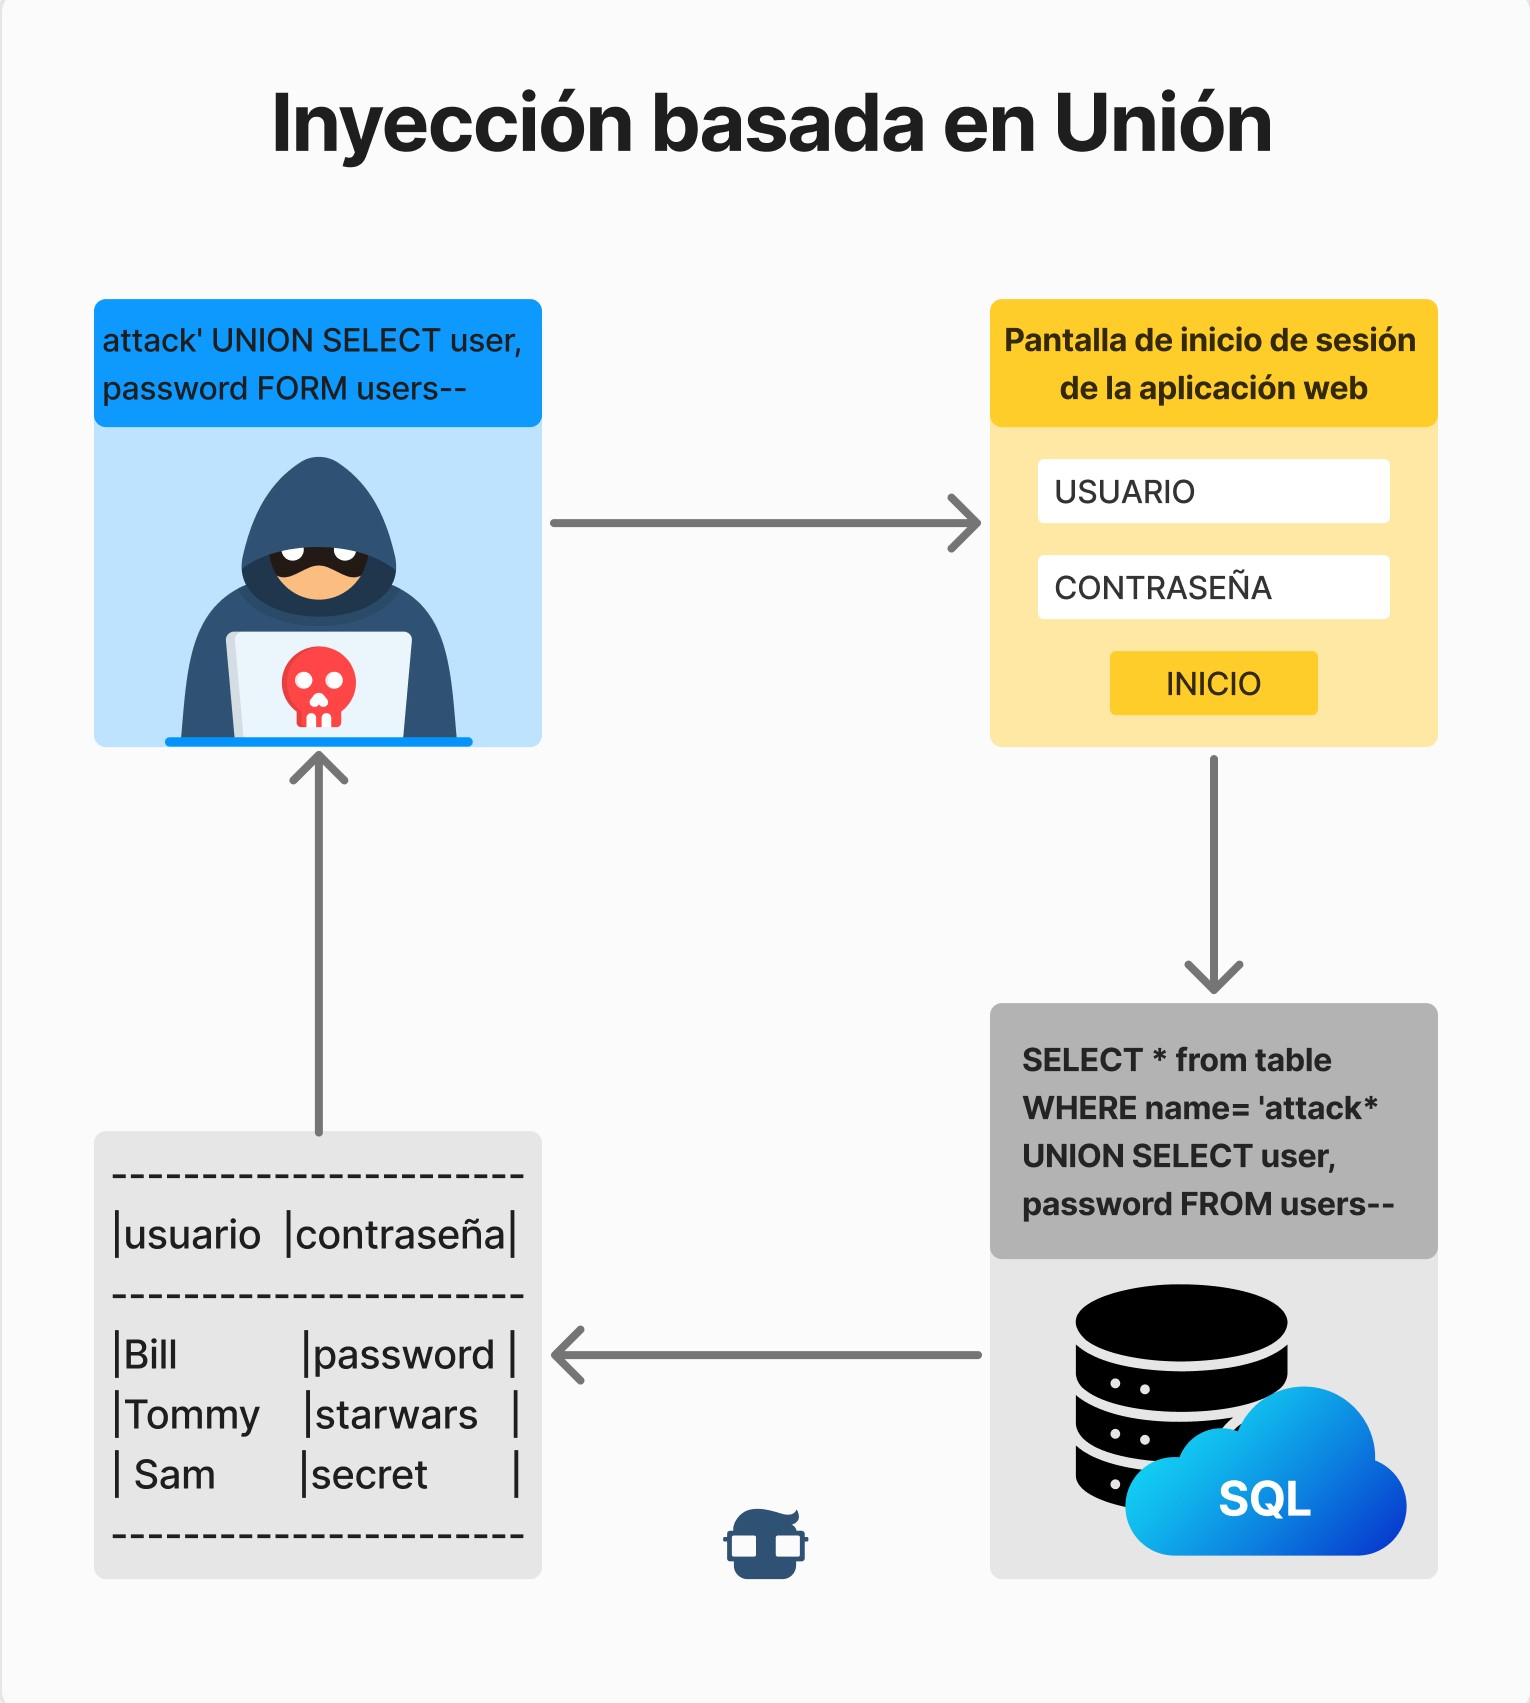 Inyección basada en Unión
attack' UNION SELECT user,
password FORM users--
Pantalla de inicio de sesión
de la aplicación web
USUARIO
CONTRASEÑA
INICIO
SELECT * from table
WHERE name= 'attack*
UNION SELECT user,
password FROM users--
SQL
-----------------------
|usuario |contraseña|
-----------------------
|Bill |password |
|Tommy |starwars |
| Sam |secret |
-----------------------